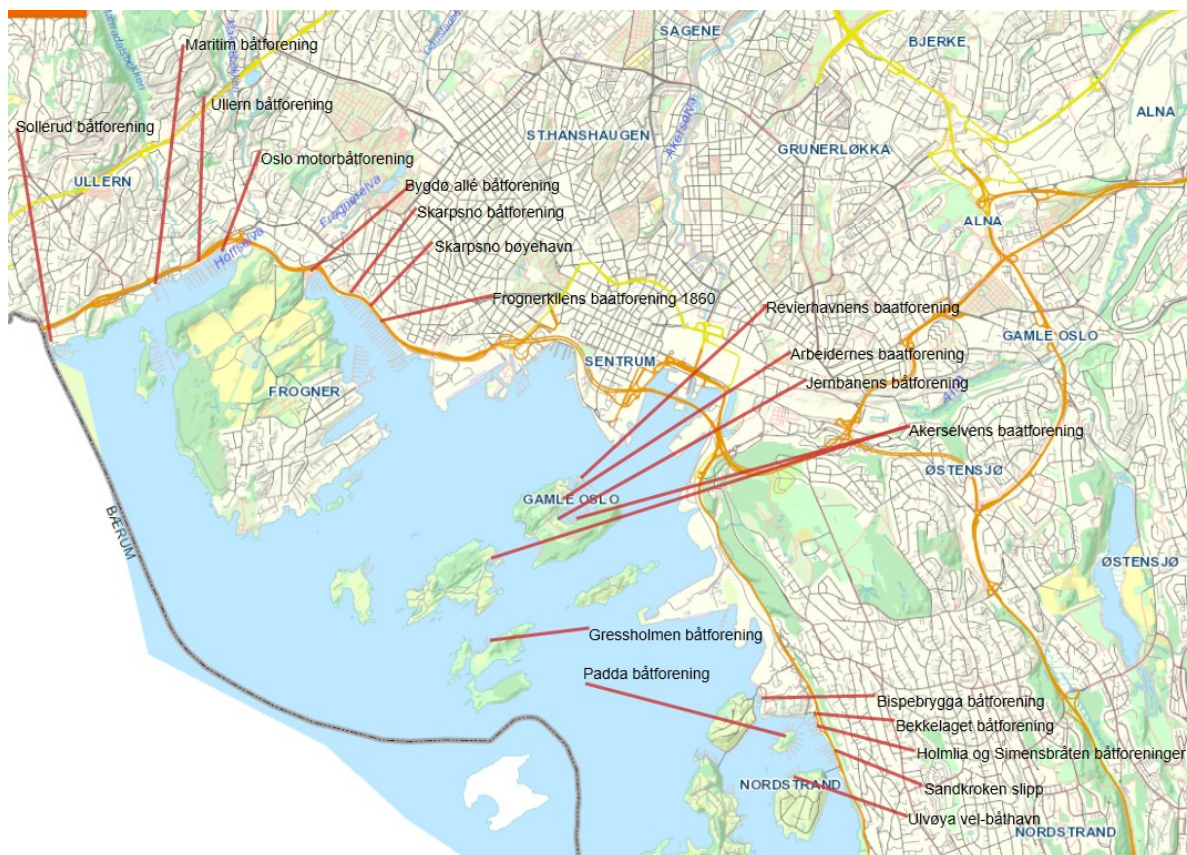 SAGENE
Maritim båtforening
BJERKE
Ullern båtforening
ALNA
Sollerud båtforening
Akerselva
ST.HANSHAUGEN
GRUNERLØKKA
Oslo motorbåtforening
ULLERN
Bygdø allé båtforening
Frognerelva
Skarpsno båtforening
ALNA
Hoffselva
Skarpsno bøyehavn
Frognerkilens baatforening 1860
Revierhavnens baatforening
GAMLE OSLO
SENTRUM
Arbeidernes baatforening
FROGNER
Jernbanens båtforening
Akerselvens baatforening
ØSTENSJØ
GAMLE OSLO
BÆRUM
ØSTENSJØ
Gressholmen båtforening
Padda båtforening
Bispebrygga båtforening
Bekkelaget båtforening
Holmlia og Simensbråten båtforeninger
NORDSTRAND
Sandkroken slipp
Ulvøya vel-båthavn
NORDSTRAND